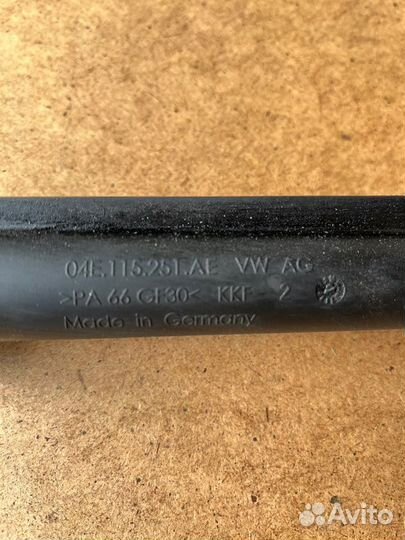 04E.115.251.AE VW AG
>PA 66 GF30< KKF 2
Made in Germany
Avito